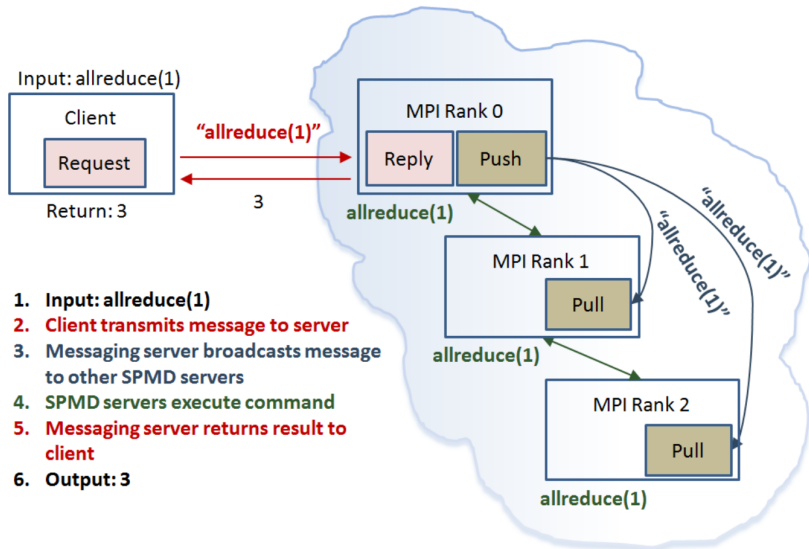 Input: allreduce(1)
Client
Request
Return: 3
“allreduce(1)”
3
MPI Rank 0
Reply
Push
allreduce(1)
“allreduce(1)”
“allreduce(1)”
MPI Rank 1
Pull
allreduce(1)
MPI Rank 2
Pull
allreduce(1)
1. Input: allreduce(1)
2. Client transmits message to server
3. Messaging server broadcasts message
to other SPMD servers
4. SPMD servers execute command
5. Messaging server returns result to
client
6. Output: 3